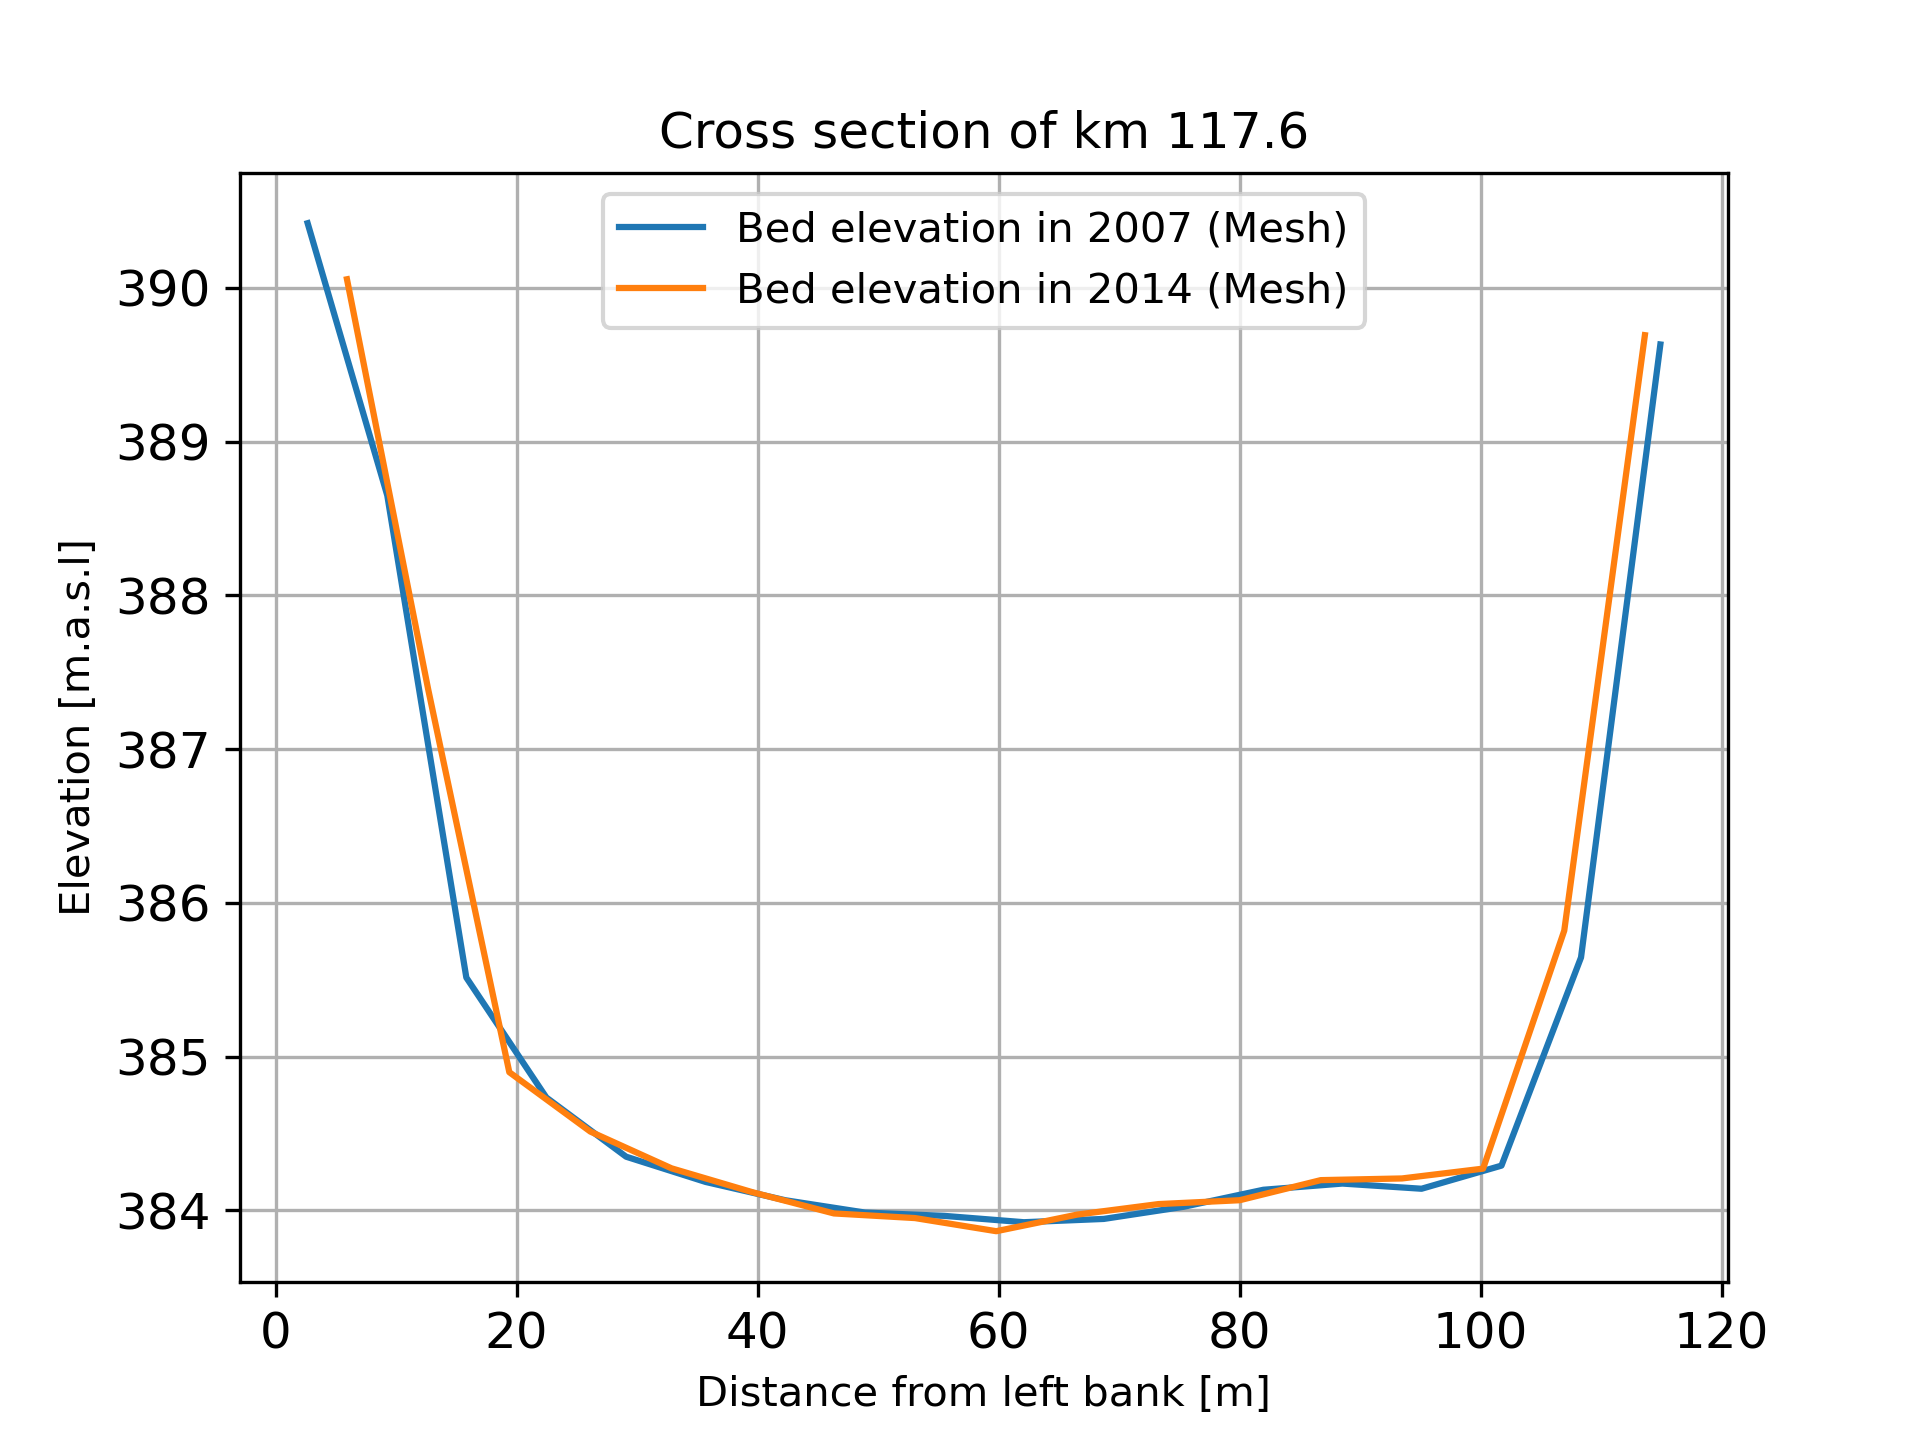 Cross section of km 117.6
Bed elevation in 2007 (Mesh)
Bed elevation in 2014 (Mesh)
390
389
388
387
386
385
384
Elevation [m.a.s.l]
0 20 40 60 80 100 120
Distance from left bank [m]